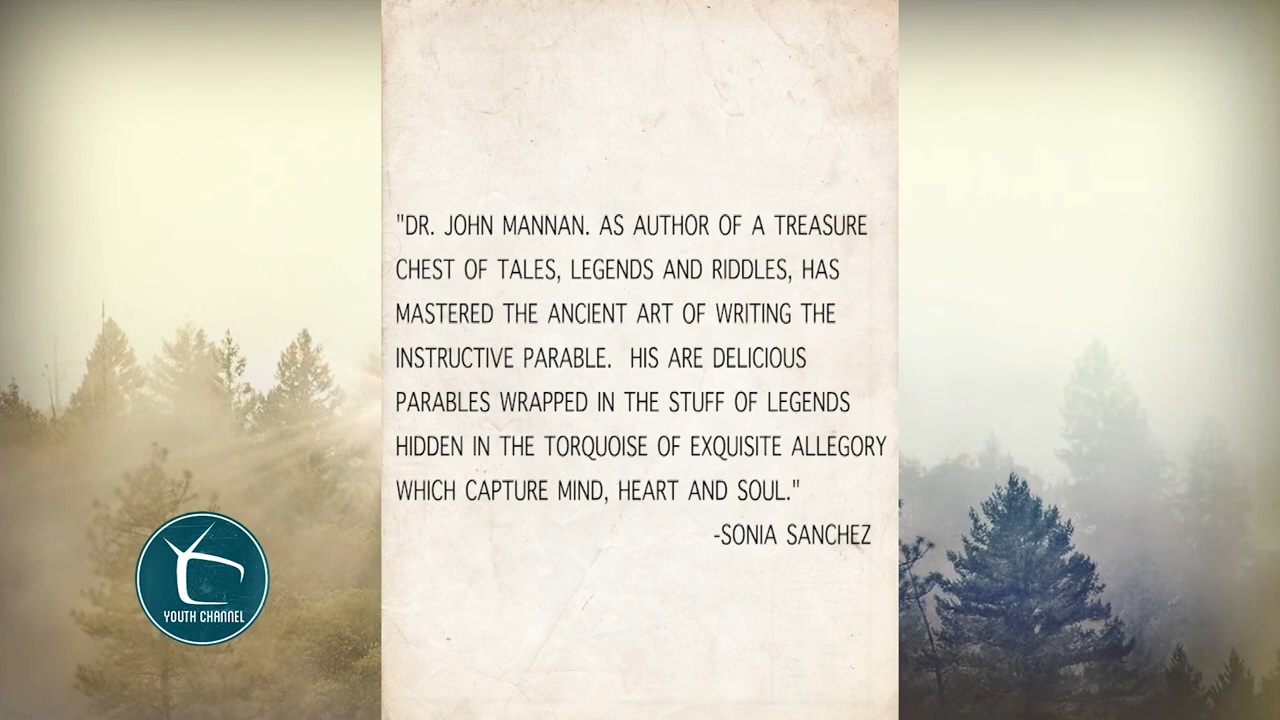 "DR. JOHN MANNAN. AS AUTHOR OF A TREASURE
CHEST OF TALES, LEGENDS AND RIDDLES, HAS
MASTERED THE ANCIENT ART OF WRITING THE
INSTRUCTIVE PARABLE. HIS ARE DELICIOUS
PARABLES WRAPPED IN THE STUFF OF LEGENDS
HIDDEN IN THE TORQUOISE OF EXQUISITE ALLEGORY
WHICH CAPTURE MIND, HEART AND SOUL."
-SONIA SANCHEZ
YOUTH CHANNEL